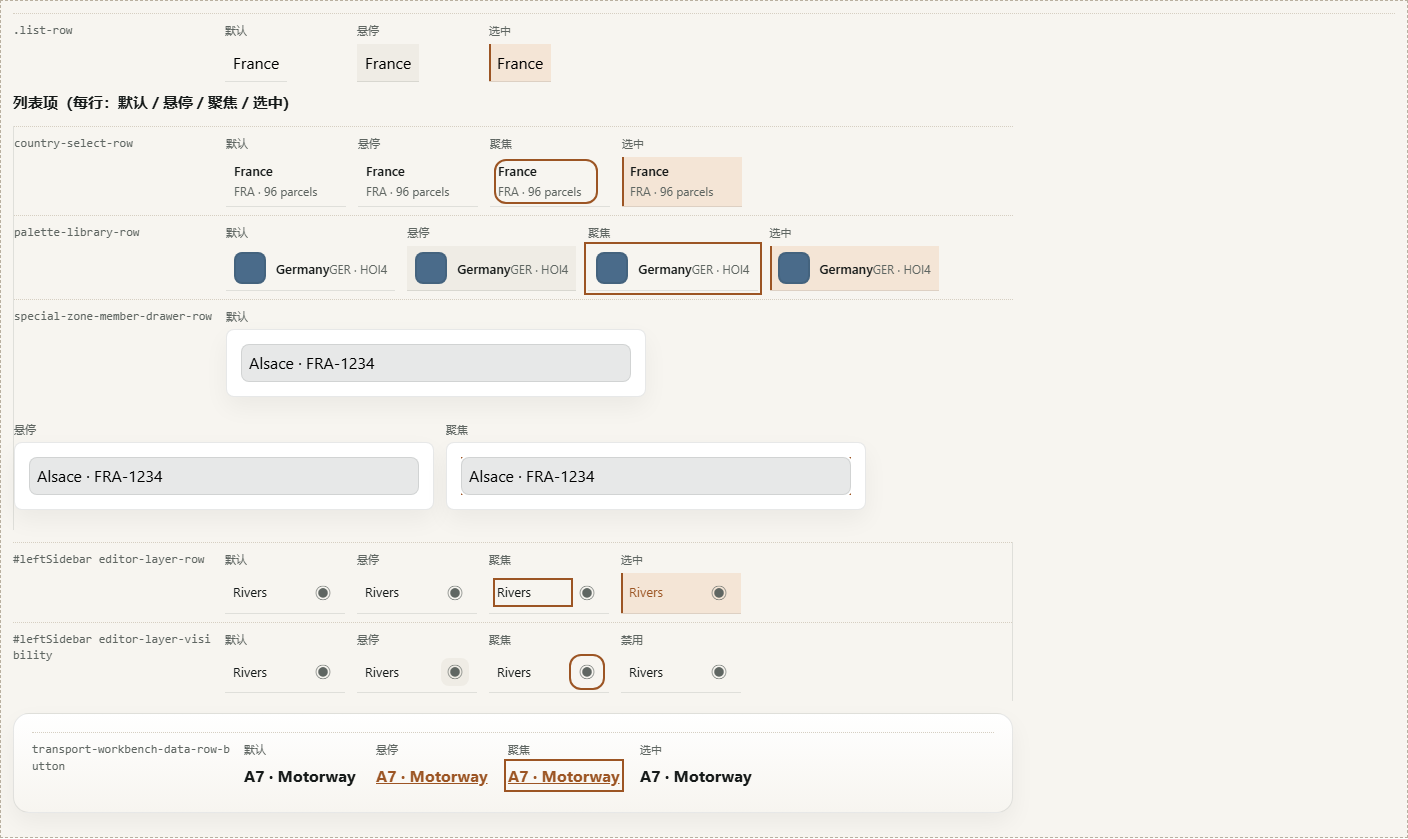 .list-row 默认 悬停 选中
France France France
列表项（每行：默认 / 悬停 / 聚焦 / 选中）
country-select-row 默认 悬停 聚焦 选中
France France France France
FRA · 96 parcels FRA · 96 parcels FRA · 96 parcels FRA · 96 parcels
palette-library-row 默认 悬停 聚焦 选中
GermanyGER · HOI4 GermanyGER · HOI4 GermanyGER · HOI4 GermanyGER · HOI4
special-zone-member-drawer-row 默认
Alsace · FRA-1234
悬停 聚焦
Alsace · FRA-1234 Alsace · FRA-1234
#leftSidebar editor-layer-row 默认 悬停 聚焦 选中
Rivers Rivers Rivers Rivers
#leftSidebar editor-layer-visi 默认 悬停 聚焦 禁用
bility
Rivers Rivers Rivers Rivers
transport-workbench-data-row-b 默认 悬停 聚焦 选中
utton
A7 · Motorway A7 · Motorway A7 · Motorway A7 · Motorway